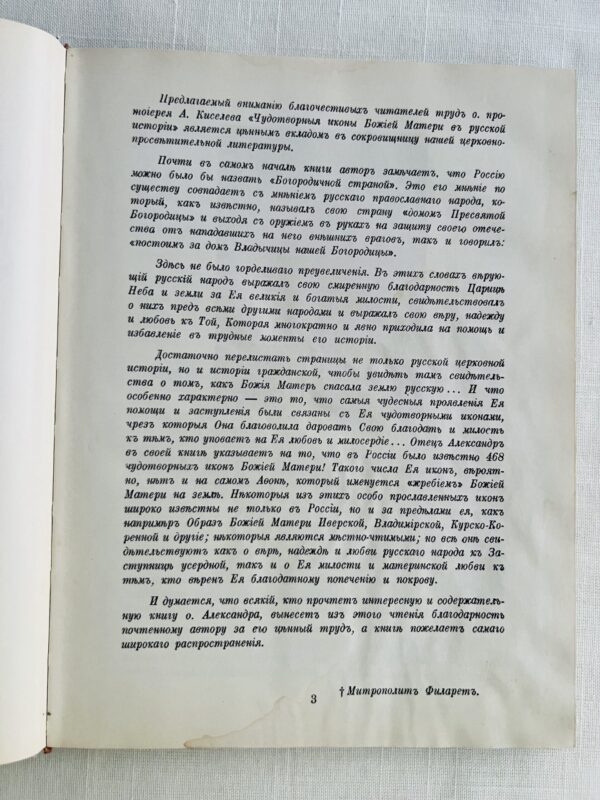 Предлагаемый вниманію благочестивыхъ читателей трудъ о. про-
тоіерея А. Киселева «Чудотворныя иконы Божіей Матери въ русской
исторіи» является цѣннымъ вкладомъ въ сокровищницу нашей церковно-
просвѣтительной литературы.
Почти въ самомъ началѣ книги авторъ замѣчаетъ, что Россію
можно было бы назвать «Богородичной страной». Это его мнѣніе по
существу совпадаетъ съ мнѣніемъ русскаго православнаго народа, ко-
торый, какъ извѣстно, называлъ свою страну «домомъ Пресвятой
Богородицы» и выходя съ оружіемъ въ рукахъ на защиту своего отече-
ства отъ нападавшихъ на него внѣшнихъ враговъ, такъ и говорилъ:
«постоимъ за домъ Владычицы нашей Богородицы».
Здѣсь не было горделиваго преувеличенія. Въ этихъ словахъ вѣрую-
щій русскій народъ выражалъ свою смиренную благодарность Царицѣ
Неба и земли за Ея великія и богатыя милости, свидѣтельствовалъ
о нихъ предъ всѣми другими народами и выражалъ свою вѣру, надежду
и любовь къ Той, Которая многократно и явно приходила на помощь и
избавленіе въ трудные моменты его исторіи.
Достаточно перелистать страницы не только русской церковной
исторіи, но и исторіи гражданской, чтобы увидѣть тамъ свидѣтель-
ства о томъ, какъ Божія Матерь спасала землю русскую... И что
особенно характерно — это то, что самыя чудесныя проявленія Ея
помощи и заступленія были связаны съ Ея чудотворными иконами,
чрезъ которыя Она благоволила даровать Свою благодать и милость
къ тѣмъ, кто уповаетъ на Ея любовь и милосердіе... Отецъ Александръ
въ своей книгѣ указываетъ на то, что въ Россіи было извѣстно 468
чудотворныхъ иконъ Божіей Матери! Такого числа Ея иконъ, вѣроят-
но, нѣтъ и на самомъ Аѳонѣ, который именуется «жребіемъ» Божіей
Матери на землѣ. Нѣкоторыя изъ этихъ особо прославленныхъ иконъ
широко извѣстны не только въ Россіи, но и за предѣлами ея, какъ
напримѣръ Образъ Божіей Матери Иверской, Владимірской, Курско-Ко-
ренной и другіе; нѣкоторыя являются мѣстно-чтимыми; но всѣ онѣ сви-
дѣтельствуютъ какъ о вѣрѣ, надеждѣ и любви русскаго народа къ За-
ступницѣ усердной, такъ и о Ея милости и материнской любви къ
тѣмъ, кто ввѣренъ Ея благодатному попеченію и покрову.
И думается, что всякій, кто прочтетъ интересную и содержатель-
ную книгу о. Александра, вынесетъ изъ этого чтенія благодарность
почтенному автору за его цѣнный трудъ, а книгѣ пожелаетъ самаго
широкаго распространенія.
† Митрополитъ Филаретъ.
3